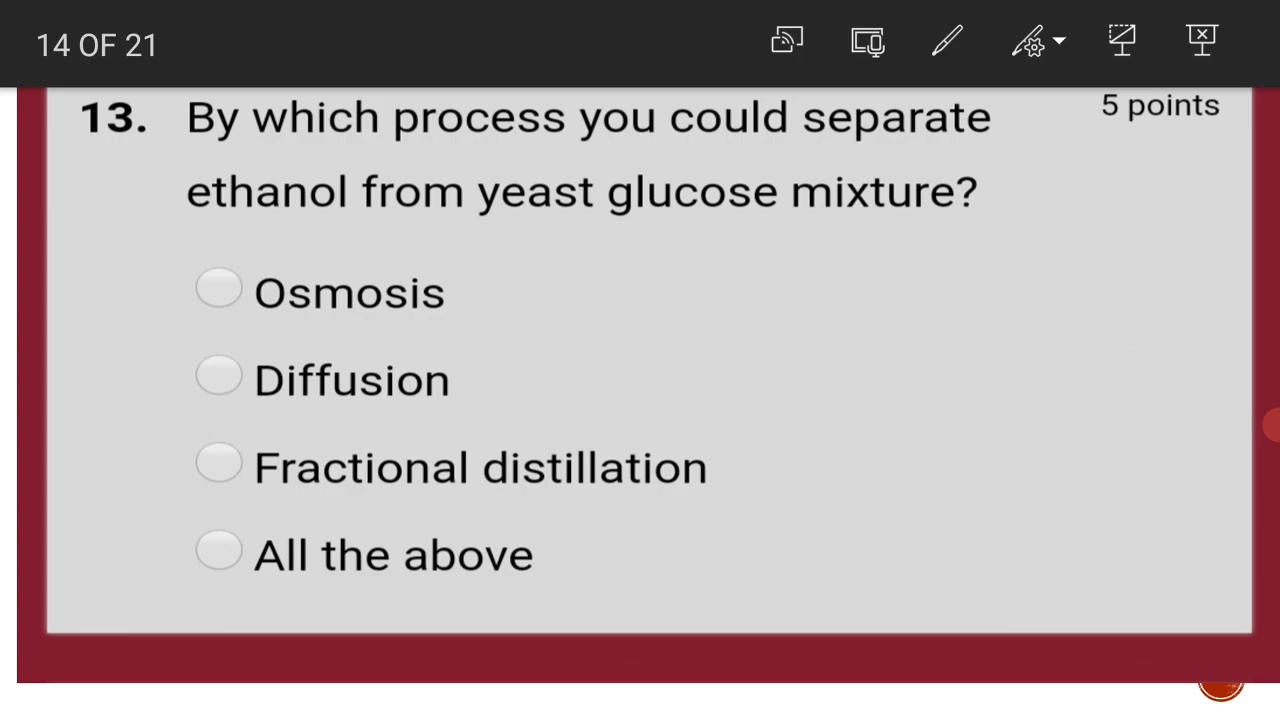 14 OF 21
13. By which process you could separate 5 points
ethanol from yeast glucose mixture?
Osmosis
Diffusion
Fractional distillation
All the above